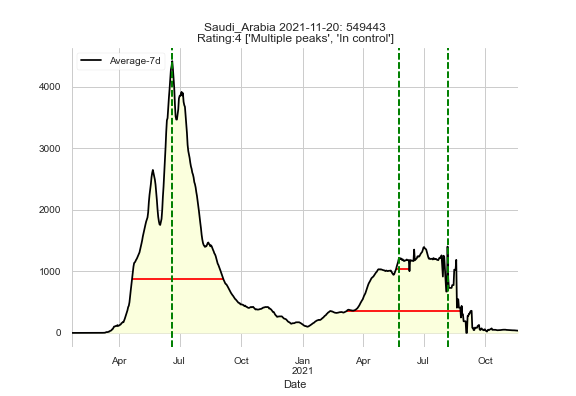 Saudi_Arabia 2021-11-20: 549443
Rating:4 ['Multiple peaks', 'In control']
Average-7d
4000
3000
2000
1000
0
Apr
Jul
Oct
Jan
2021
Apr
Jul
Oct
Date